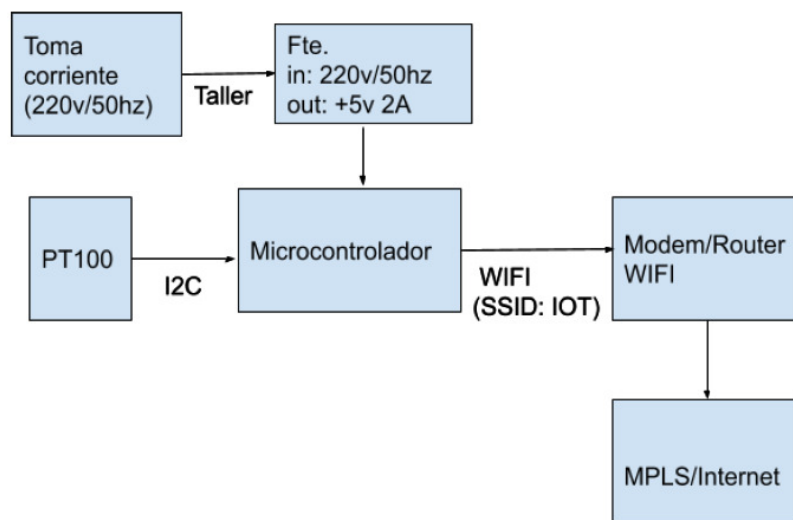 Toma
corriente
(220v/50hz)
Taller
Fte.
in: 220v/50hz
out: +5v 2A
PT100
I2C
Microcontrolador
WIFI
(SSID: IOT)
Modem/Router
WIFI
MPLS/Internet